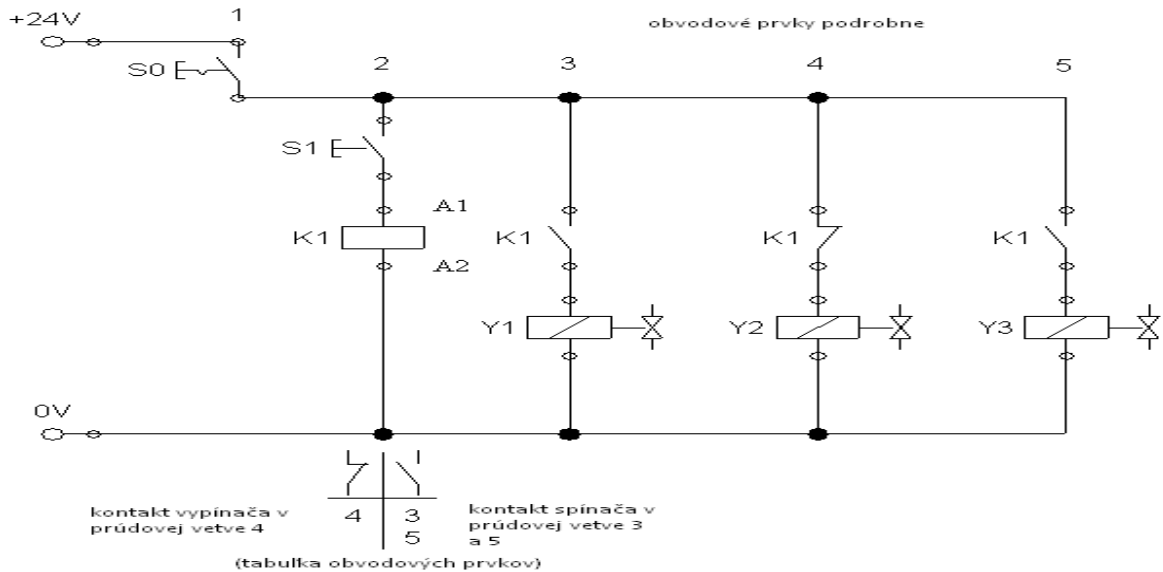 +24V
1
obvodové prvky podrobne
S0
2
3
4
5
S1
A1
K1
K1
K1
K1
A2
Y1
Y2
Y3
0V
kontakt vypínača v
prúdovej vetve 4
4
3
5
kontakt spínača v
prúdovej vetve 3
a 5
(tabuľka obvodových prvkov)